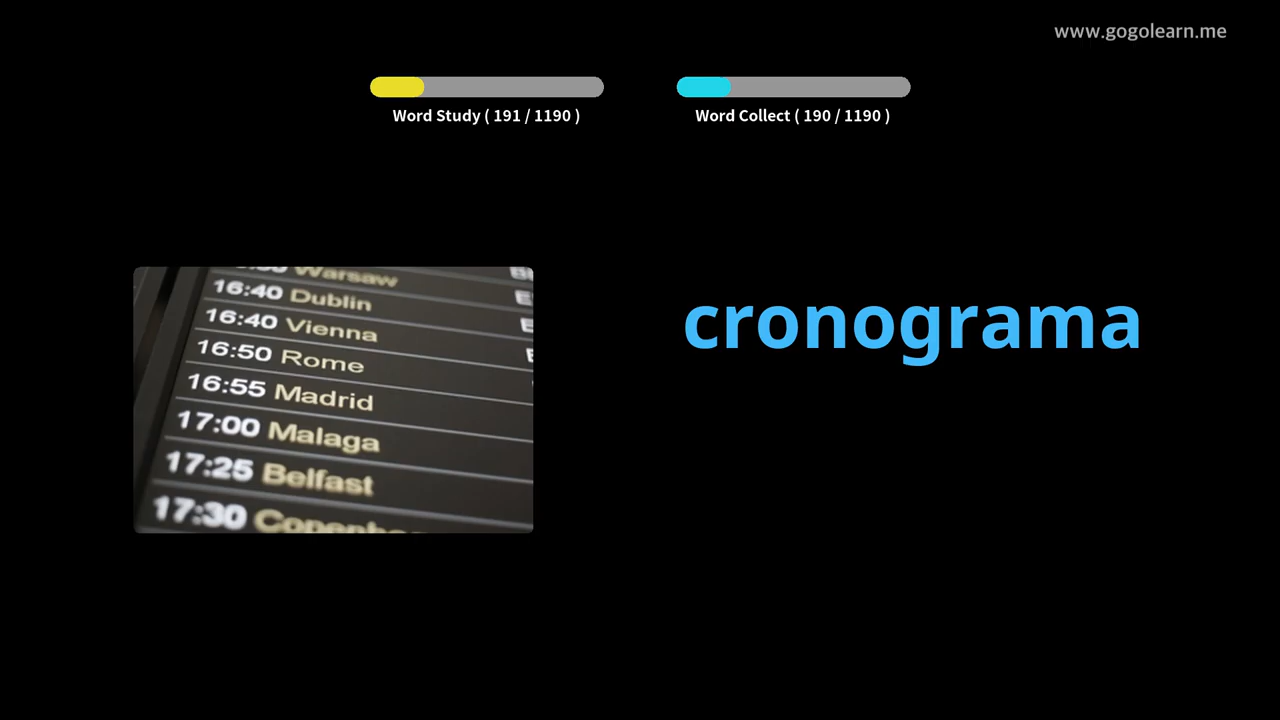 www.gogolearn.me
Word Study ( 191 / 1190 )
Word Collect ( 190 / 1190 )
Warsaw
16:40 Dublin
16:40 Vienna
16:50 Rome
16:55 Madrid
17:00 Malaga
17:25 Belfast
17:30
cronograma